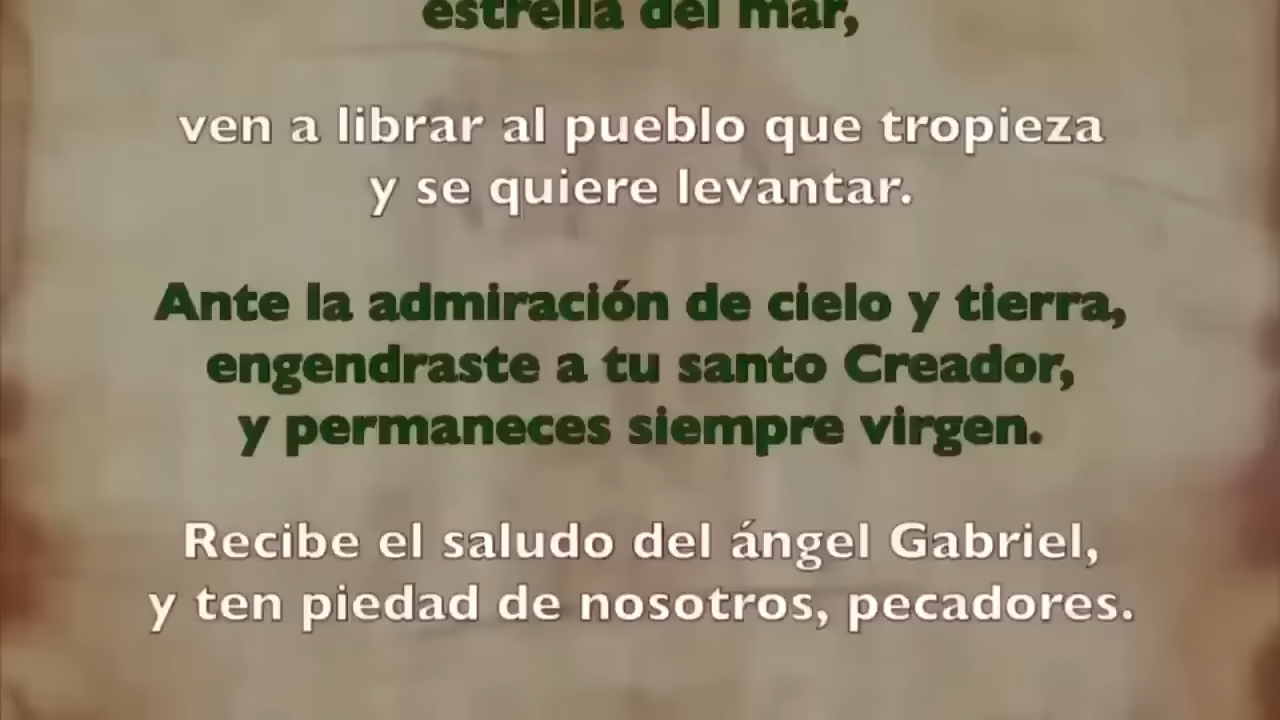 estrella del mar,
ven a librar al pueblo que tropieza
y se quiere levantar.
Ante la admiración de cielo y tierra,
engendraste a tu santo Creador,
y permaneces siempre virgen.
Recibe el saludo del ángel Gabriel,
y ten piedad de nosotros, pecadores.